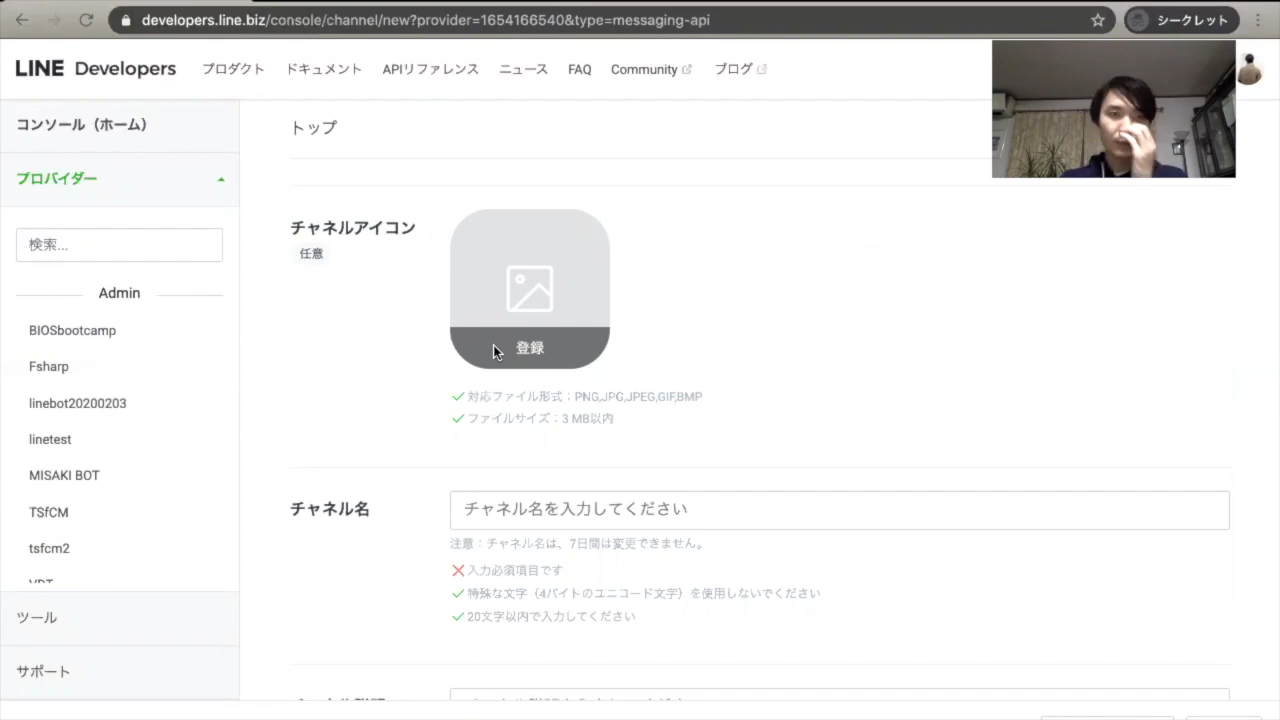 developers.line.biz/console/channel/new?provider=1654166540&type=messaging-api
シークレット
LINE Developers
プロダクト
ドキュメント
APIリファレンス
ニュース
FAQ
Community
ブログ
コンソール（ホーム）
プロバイダー
検索...
Admin
BIOSbootcamp
Fsharp
linebot20200203
linetest
MISAKI BOT
TSfCM
tsfcm2
ツール
サポート
トップ
チャネルアイコン
任意
登録
対応ファイル形式：PNG,JPG,JPEG,GIF,BMP
ファイルサイズ：3 MB以内
チャネル名
チャネル名を入力してください
注意：チャネル名は、7日間は変更できません。
入力必須項目です
特殊な文字（4バイトのユニコード文字）を使用しないでください
20文字以内で入力してください